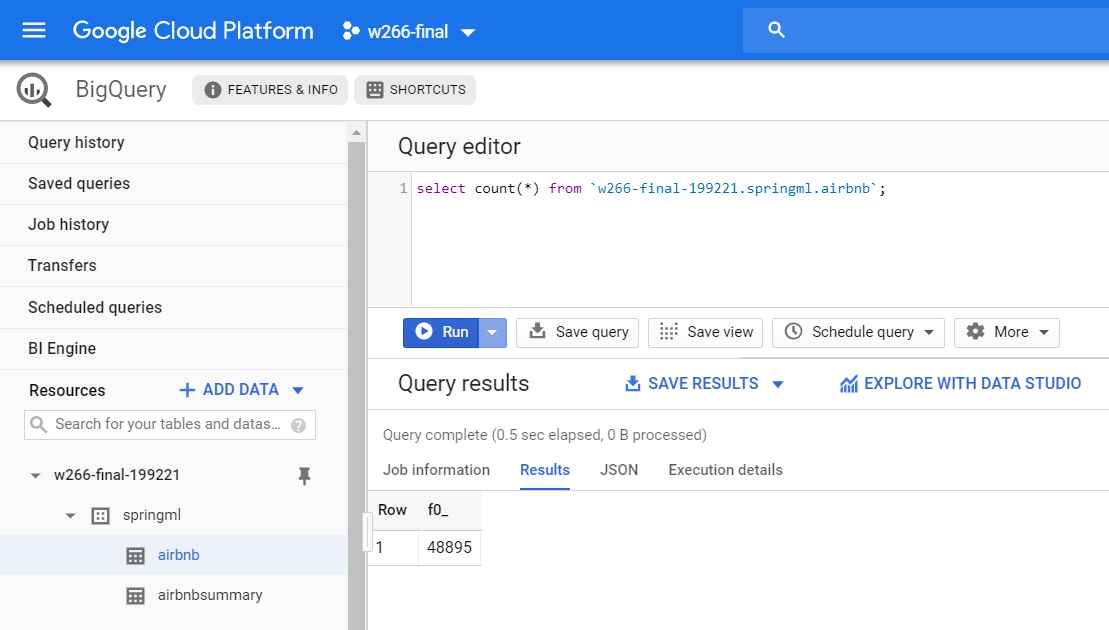 Google Cloud Platform
w266-final
BigQuery
FEATURES & INFO
SHORTCUTS
Query history
Saved queries
Job history
Transfers
Scheduled queries
BI Engine
Resources
ADD DATA
Search for your tables and datas...
?
w266-final-199221
springml
airbnb
airbnbsummary
Query editor
1 select count(*) from `w266-final-199221.springml.airbnb`;
Run
Save query
Save view
Schedule query
More
Query results
SAVE RESULTS
EXPLORE WITH DATA STUDIO
Query complete (0.5 sec elapsed, 0 B processed)
Job information
Results
JSON
Execution details
Row f0_
1 48895